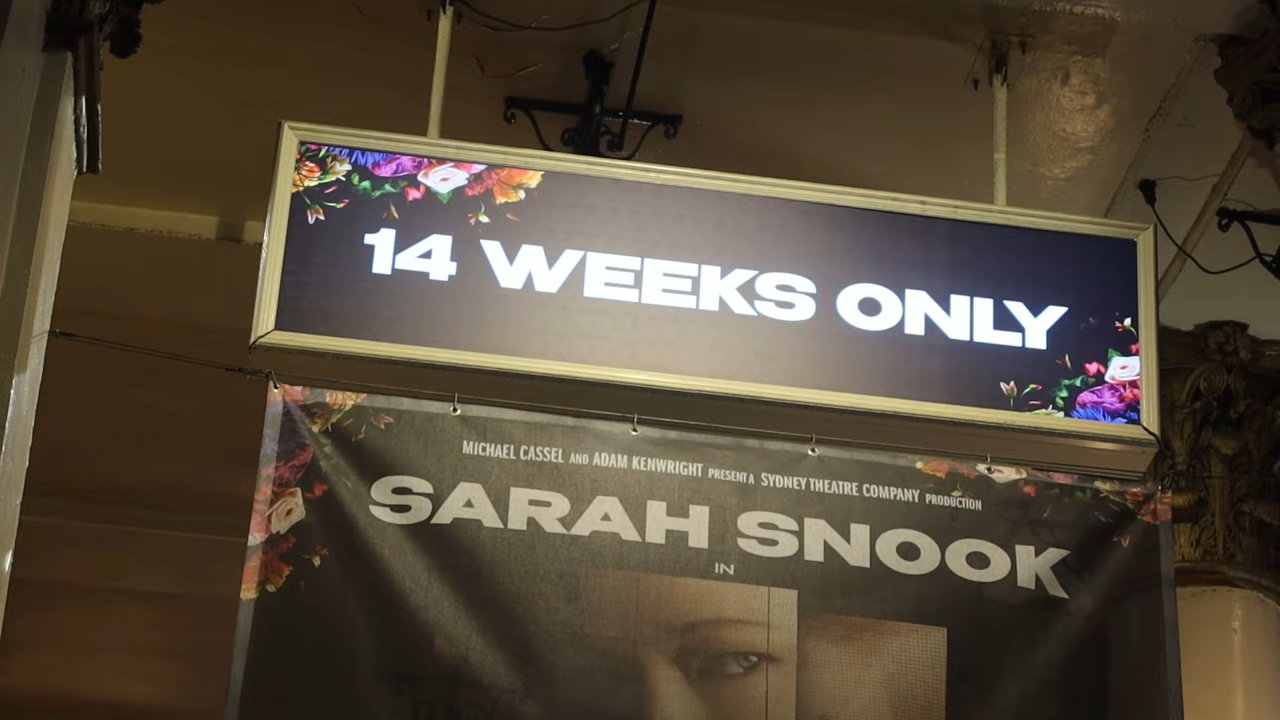 14 WEEKS ONLY
MICHAEL CASSEL AND ADAM KENWRIGHT PRESENT A SYDNEY THEATRE COMPANY PRODUCTION
SARAH SNOOK
IN